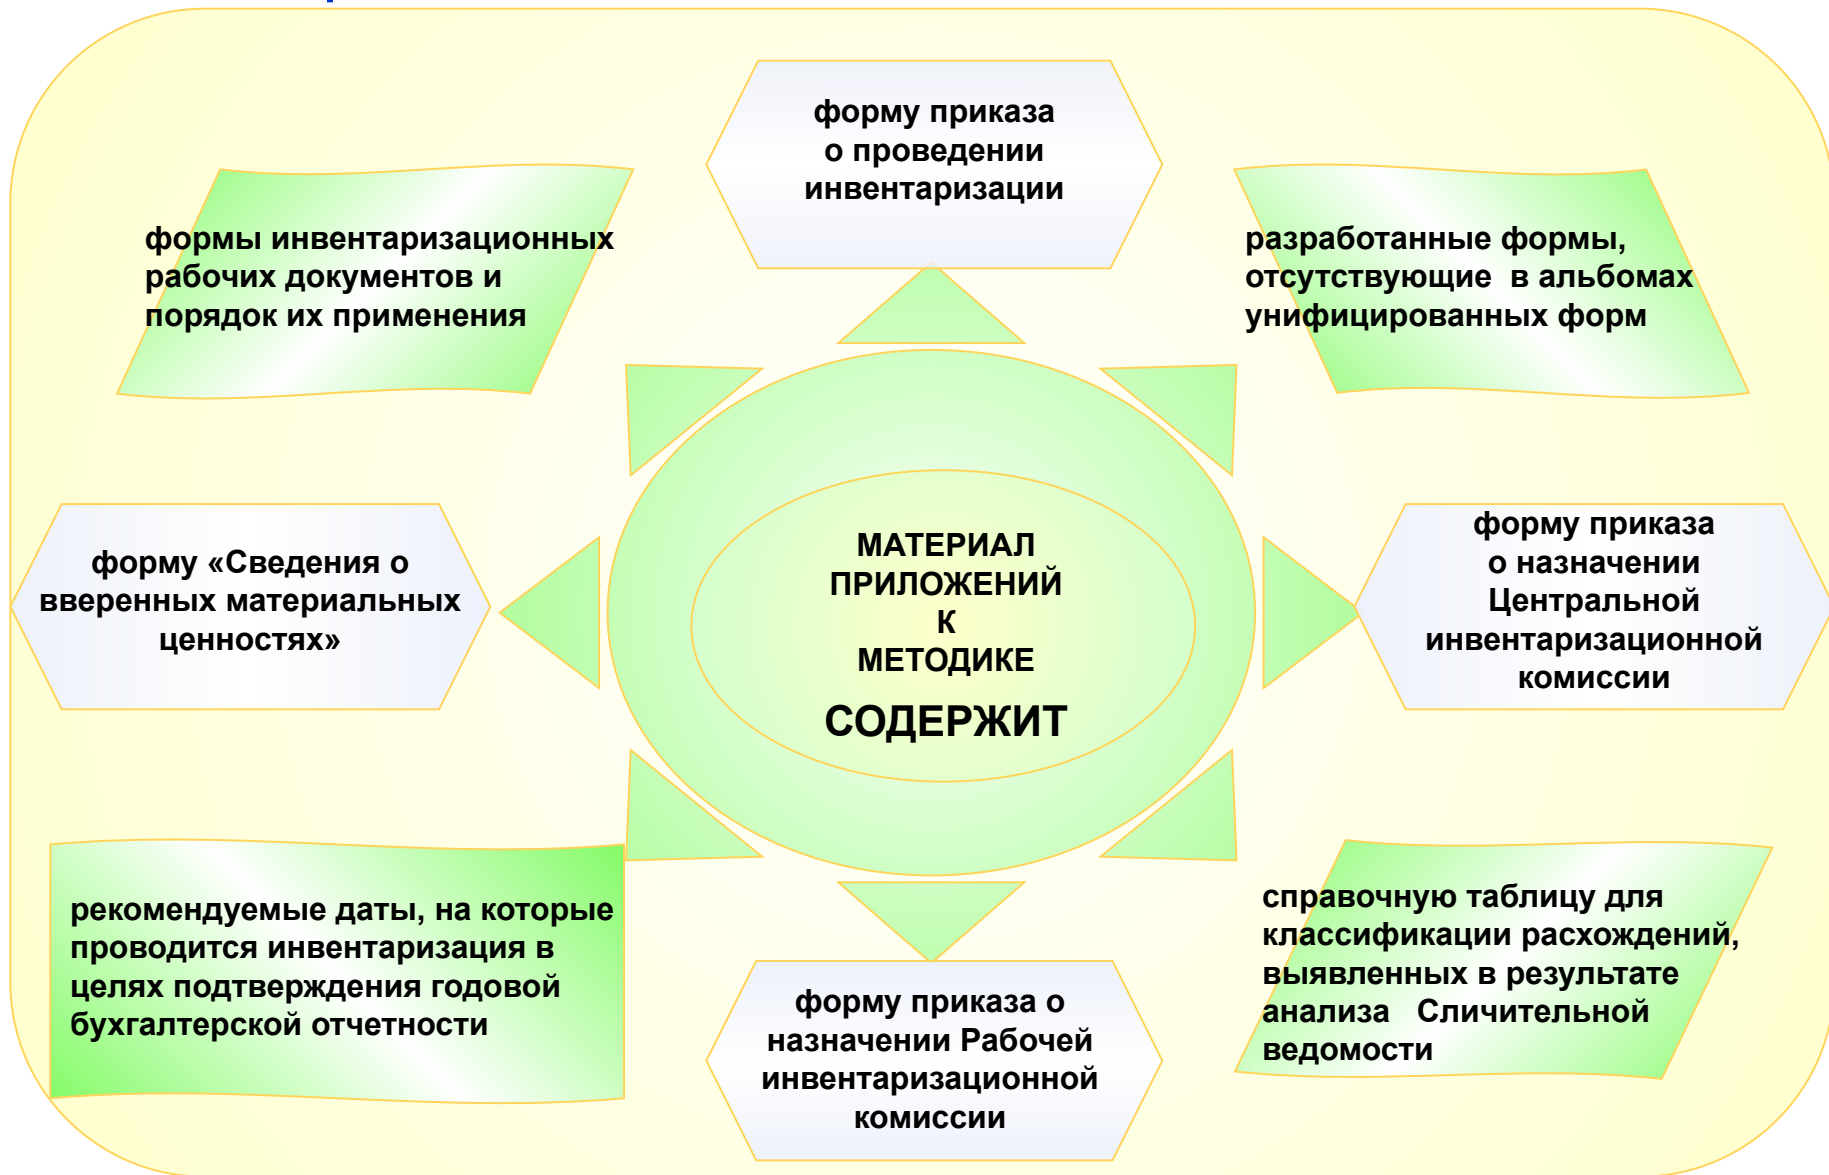 форму приказа
о проведении
инвентаризации
формы инвентаризационных
рабочих документов и
порядок их применения
разработанные формы,
отсутствующие в альбомах
унифицированных форм
форму «Сведения о
вверенных материальных
ценностях»
МАТЕРИАЛ
ПРИЛОЖЕНИЙ
К
МЕТОДИКЕ
СОДЕРЖИТ
форму приказа
о назначении
Центральной
инвентаризационной
комиссии
рекомендуемые даты, на которые
проводится инвентаризация в
целях подтверждения годовой
бухгалтерской отчетности
форму приказа о
назначении Рабочей
инвентаризационной
комиссии
справочную таблицу для
классификации расхождений,
выявленных в результате
анализа Сличительной
ведомости